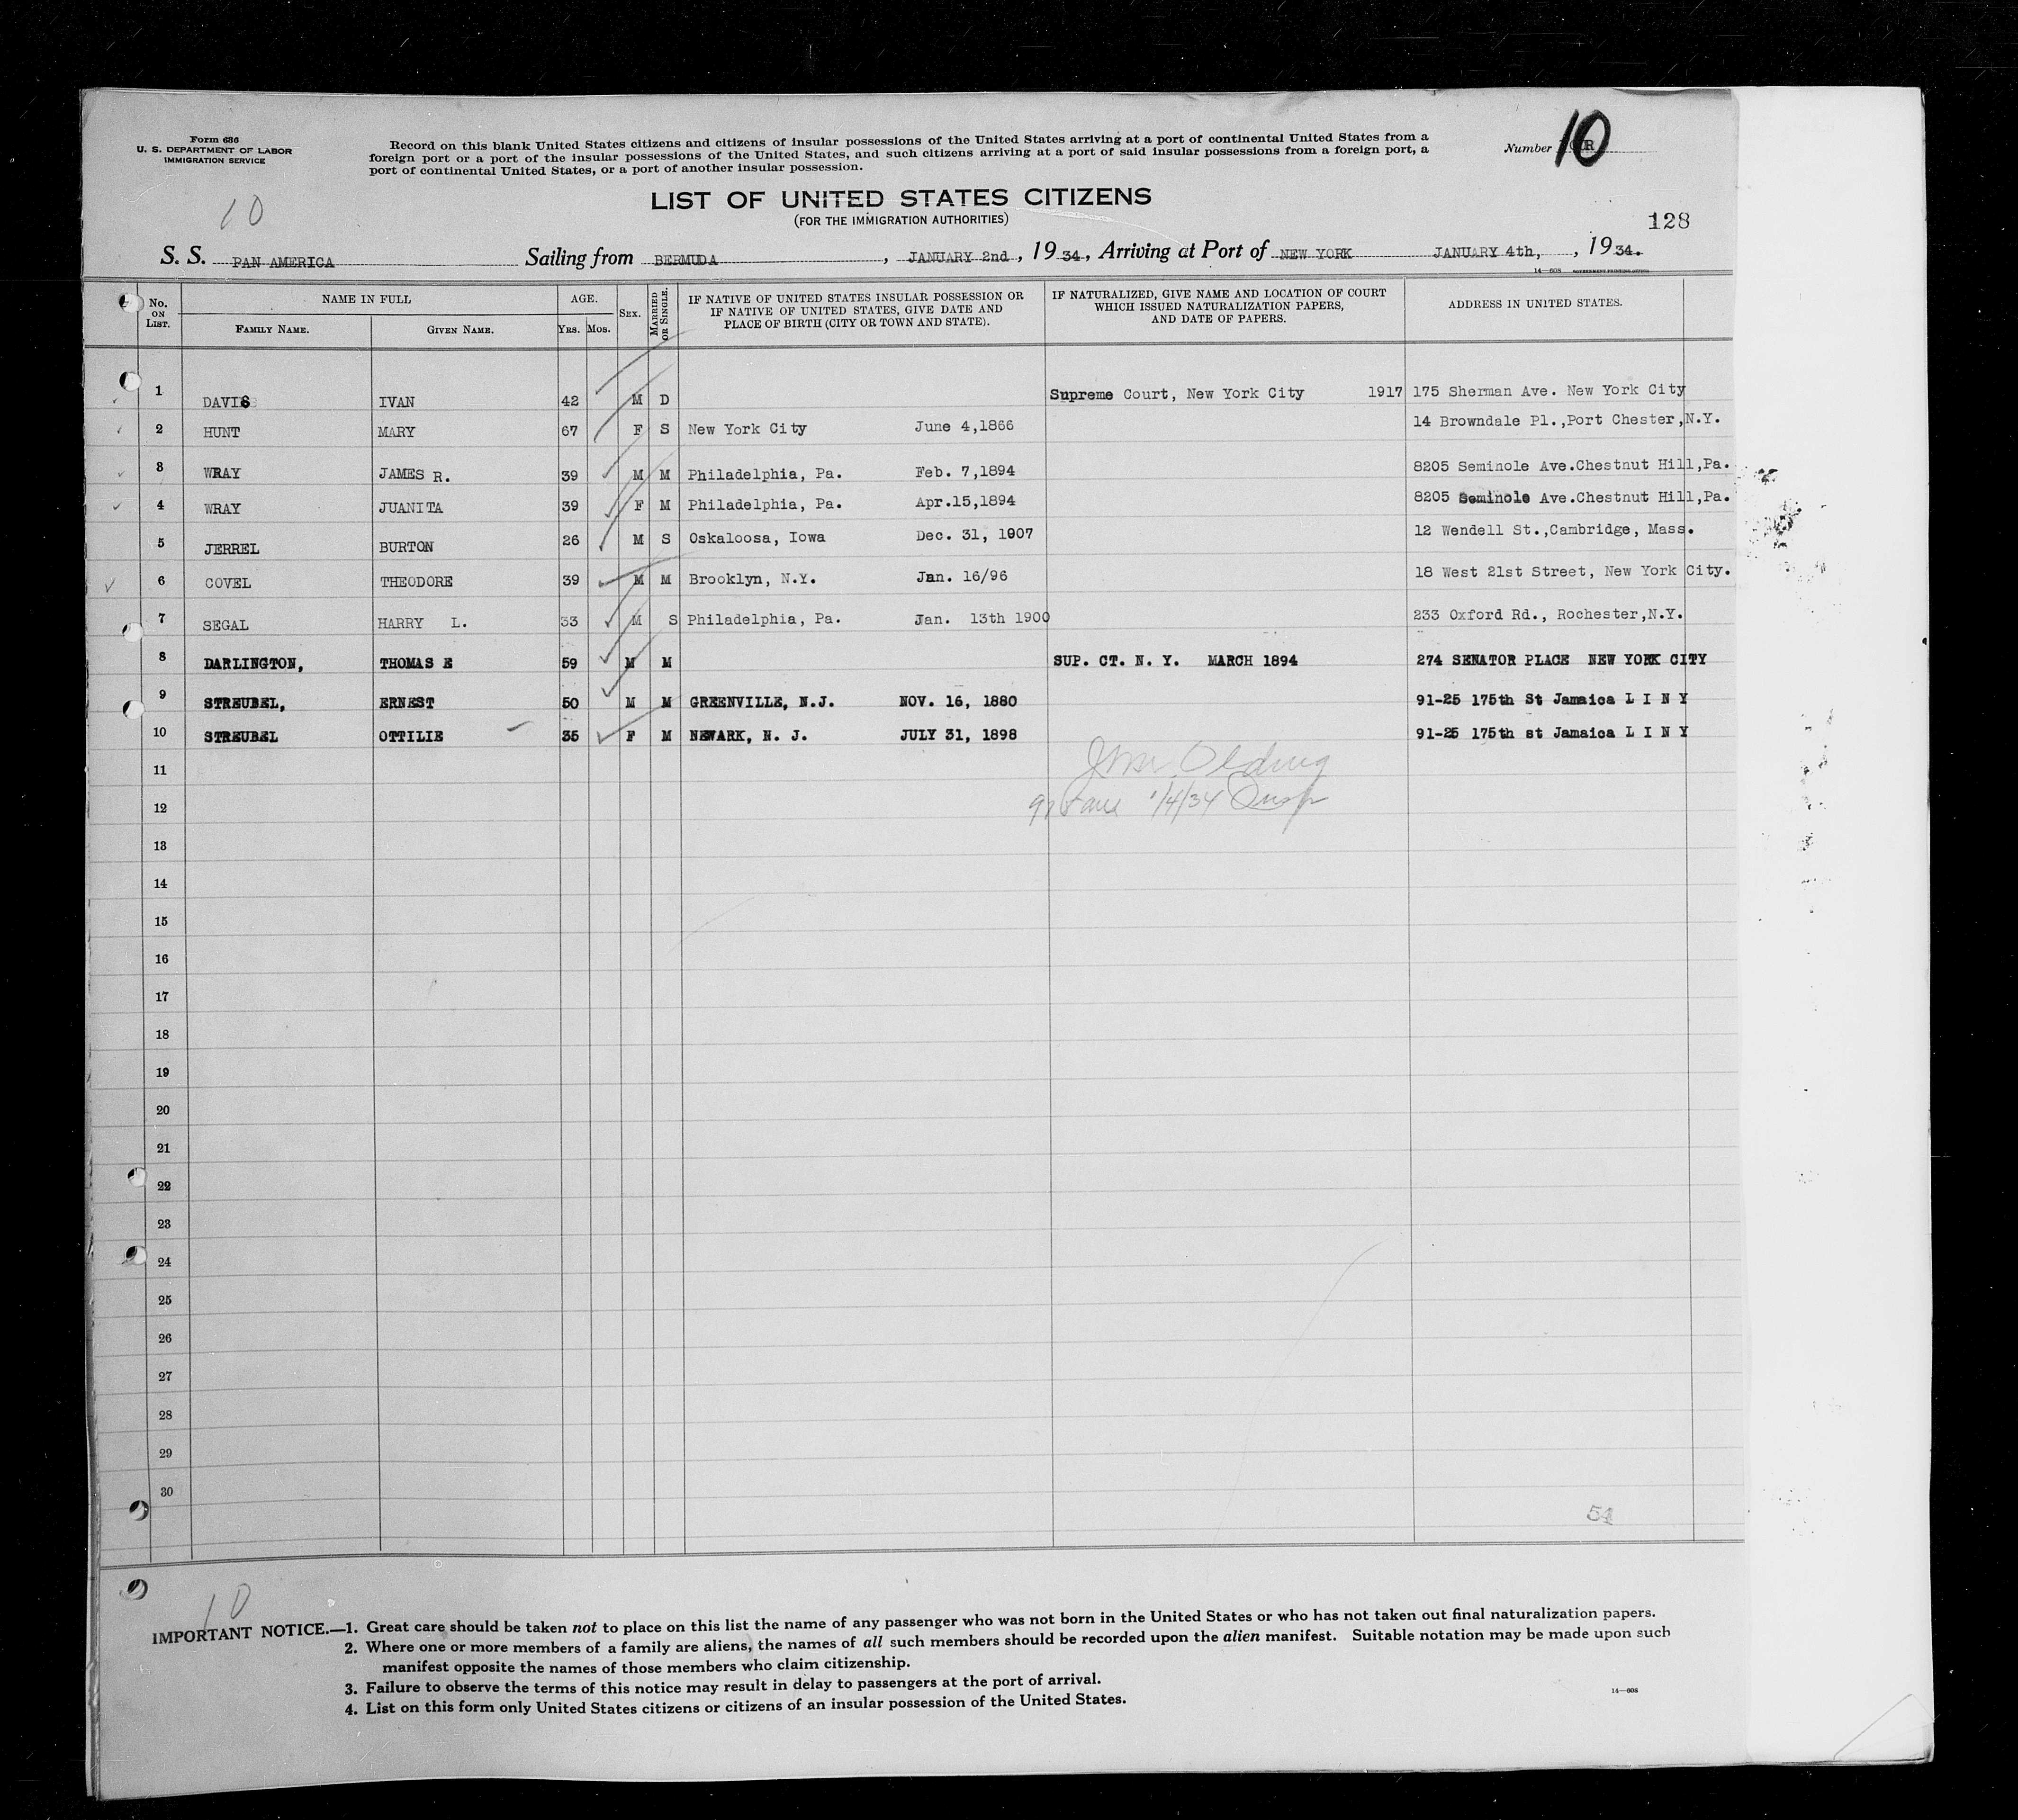 Form 630
U. S. DEPARTMENT OF LABOR
IMMIGRATION SERVICE
Record on this blank United States citizens and citizens of insular possessions of the United States arriving at a port of continental United States from a
foreign port or a port of the insular possessions of the United States, and such citizens arriving at a port of said insular possessions from a foreign port, a
port of continental United States, or a port of another insular possession.
Number 10
LIST OF UNITED STATES CITIZENS
(FOR THE IMMIGRATION AUTHORITIES)
10
128
S. S. PAN AMERICA Sailing from BERMUDA, JANUARY 2nd, 1934, Arriving at Port of NEW YORK JANUARY 4th, , 1934.
14—608 GOVERNMENT PRINTING OFFICE
No. ON LIST. NAME IN FULL FAMILY NAME. GIVEN NAME. AGE. YRS. MOS. SEX. MARRIED OR SINGLE. IF NATIVE OF UNITED STATES INSULAR POSSESSION OR IF NATIVE OF UNITED STATES, GIVE DATE AND PLACE OF BIRTH (CITY OR TOWN AND STATE). IF NATURALIZED, GIVE NAME AND LOCATION OF COURT WHICH ISSUED NATURALIZATION PAPERS, AND DATE OF PAPERS. ADDRESS IN UNITED STATES.
1 DAVIS IVAN 42 M D Supreme Court, New York City 1917 175 Sherman Ave. New York City
2 HUNT MARY 67 F S New York City June 4,1866 14 Browndale Pl.,Port Chester,N.Y.
3 WRAY JAMES R. 39 M M Philadelphia, Pa. Feb. 7,1894 8205 Seminole Ave.Chestnut Hill,Pa.
4 WRAY JUANITA 39 F M Philadelphia, Pa. Apr.15,1894 8205 Seminole Ave.Chestnut Hill,Pa.
5 JERREL BURTON 26 M S Oskaloosa, Iowa Dec. 31, 1907 12 Wendell St.,Cambridge, Mass.
6 COVEL THEODORE 39 M M Brooklyn, N.Y. Jan. 16/96 18 West 21st Street, New York City.
7 SEGAL HARRY L. 33 M S Philadelphia, Pa. Jan. 13th 1900 233 Oxford Rd., Rochester,N.Y.
8 DARLINGTON, THOMAS E 59 M M SUP. CT. N. Y. MARCH 1894 274 SENATOR PLACE NEW YORK CITY
9 STREUBEL, ERNEST 50 M M GREENVILLE, N.J. NOV. 16, 1880 91-25 175th St Jamaica L I N Y
10 STREUBEL OTTILIE 35 F M NEWARK, N. J. JULY 31, 1898 91-25 175th st Jamaica L I N Y
11
12 1/4/34 Insp
13
14
15
16
17
18
19
20
21
22
23
24
25
26
27
28
29
30
54
10
IMPORTANT NOTICE.—1. Great care should be taken not to place on this list the name of any passenger who was not born in the United States or who has not taken out final naturalization papers.
2. Where one or more members of a family are aliens, the names of all such members should be recorded upon the alien manifest. Suitable notation may be made upon such
manifest opposite the names of those members who claim citizenship.
3. Failure to observe the terms of this notice may result in delay to passengers at the port of arrival.
4. List on this form only United States citizens or citizens of an insular possession of the United States.
14—608